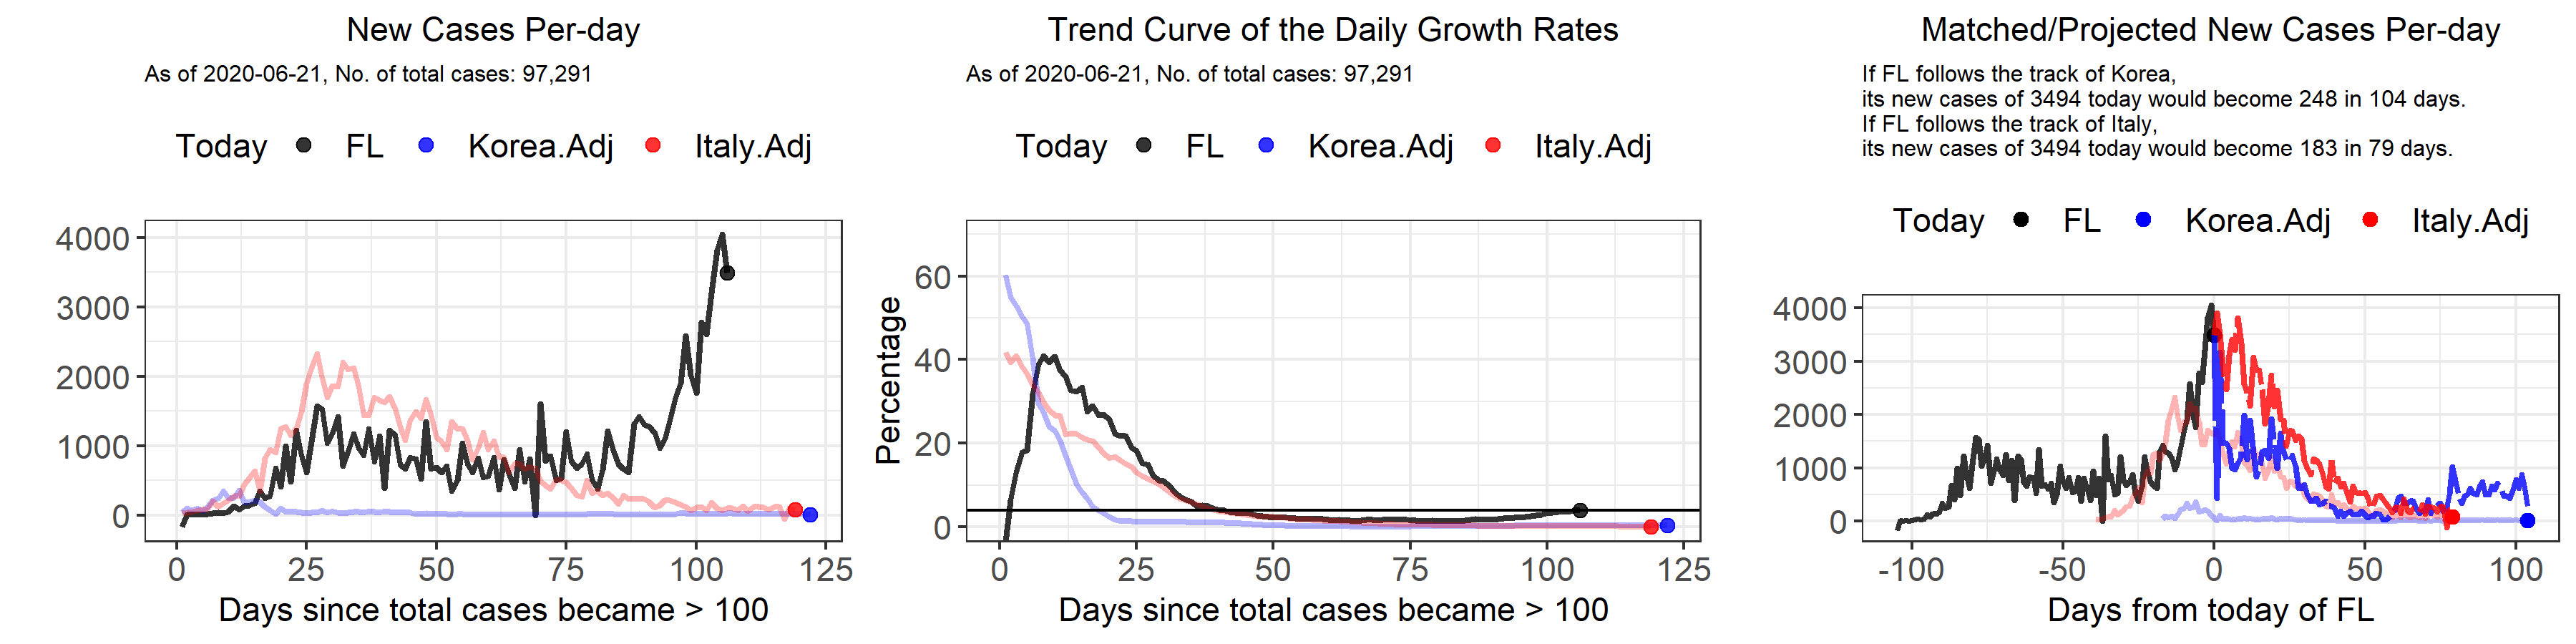 New Cases Per-day
As of 2020-06-21, No. of total cases: 97,291
Today FL Korea.Adj Italy.Adj
4000
3000
2000
1000
0
0 25 50 75 100 125
Days since total cases became > 100
Trend Curve of the Daily Growth Rates
As of 2020-06-21, No. of total cases: 97,291
Today FL Korea.Adj Italy.Adj
Percentage
60
40
20
0
0 25 50 75 100 125
Days since total cases became > 100
Matched/Projected New Cases Per-day
If FL follows the track of Korea,
its new cases of 3494 today would become 248 in 104 days.
If FL follows the track of Italy,
its new cases of 3494 today would become 183 in 79 days.
Today FL Korea.Adj Italy.Adj
4000
3000
2000
1000
0
-100 -50 0 50 100
Days from today of FL